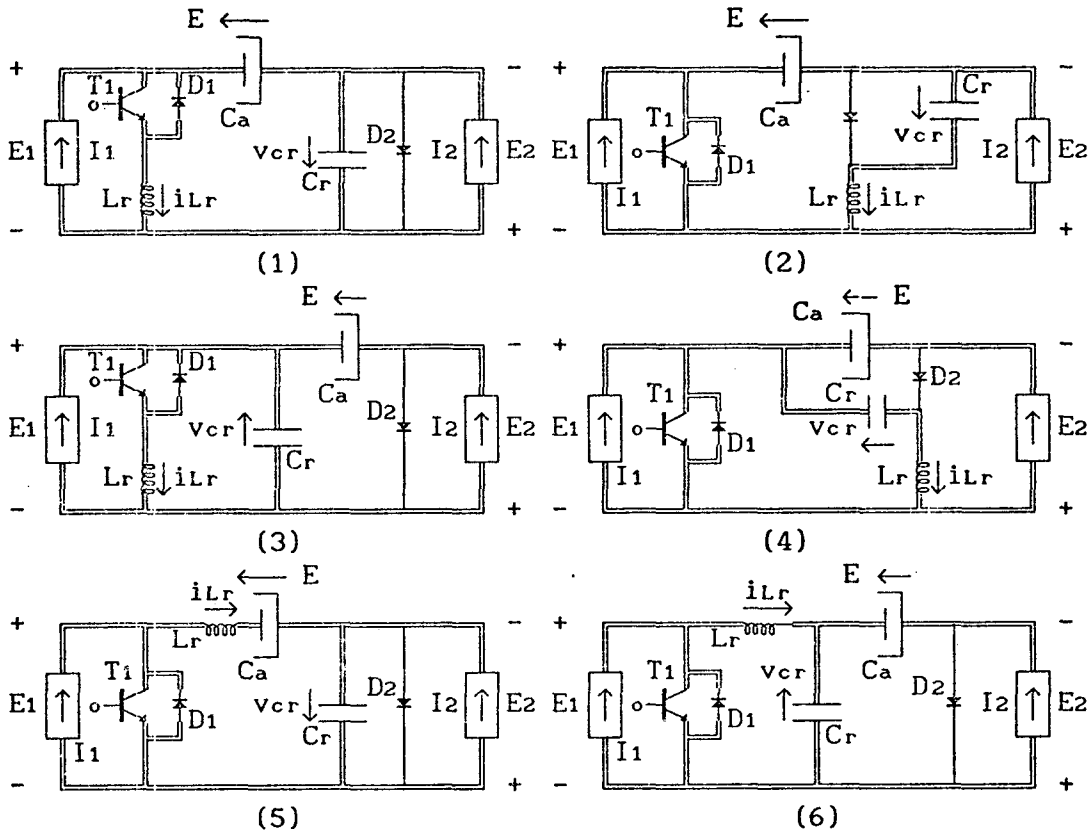 E
+
-
T1
D1
Ca
E1
I1
vcr
Cr
D2
I2
E2
Lr
iLr
-
+
(1)
E
+
-
Cr
T1
Ca
vcr
E1
D1
I2
E2
I1
Lr
iLr
-
+
(2)
E
+
-
T1
D1
Ca
D2
E1
I1
vcr
Cr
I2
E2
Lr
iLr
-
+
(3)
E
Ca
+
-
T1
Cr
D2
E1
vcr
I2
E2
D1
I1
Lr
iLr
-
+
(4)
E
iLr
+
-
Lr
T1
Ca
E1
vcr
D2
I2
E2
D1
Cr
I1
-
+
(5)
E
iLr
+
-
Lr
T1
Ca
E1
vcr
D2
I2
E2
D1
Cr
I1
-
+
(6)